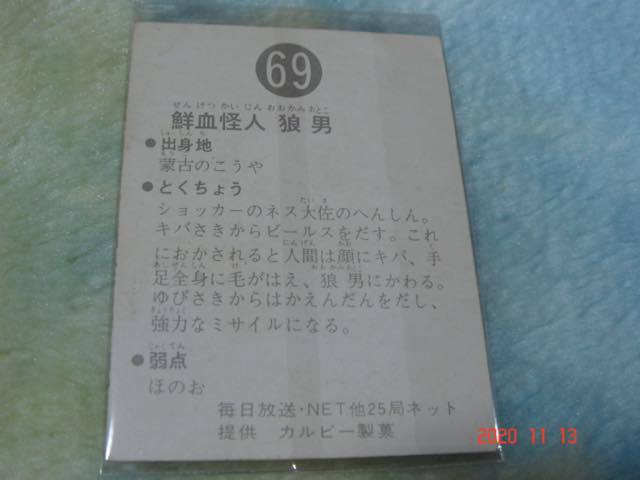 69
せんけつかいじんおおかみおとこ
鮮血怪人 狼男
●出身地
蒙古のこうや
●とくちょう
ショッカーのネス大佐のへんしん。
キバさきからビールスをだす。これ
におかされると人間は顔にキバ、手
足全身に毛がはえ、狼男にかわる。
ゆびさきからはかえんだんをだし、
強力なミサイルになる。
●弱点
ほのお
毎日放送・NET他25局ネット
提供 カルビー製菓
2020 11 13